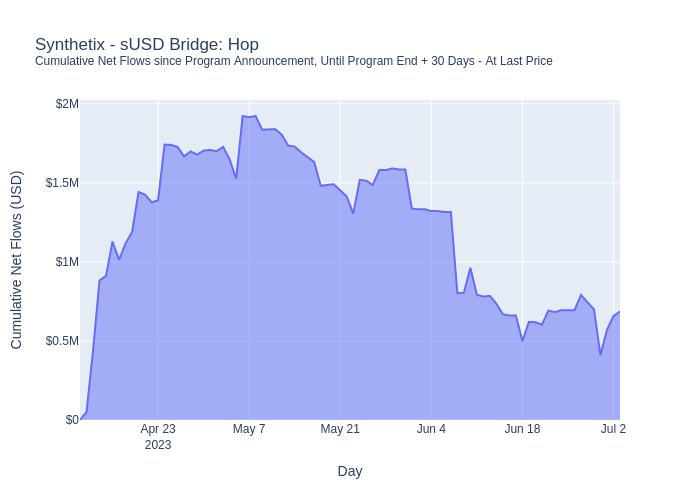 Synthetix - sUSD Bridge: Hop
Cumulative Net Flows since Program Announcement, Until Program End + 30 Days - At Last Price
Cumulative Net Flows (USD)
$2M
$1.5M
$1M
$0.5M
$0
Apr 23
2023
May 7
May 21
Jun 4
Jun 18
Jul 2
Day